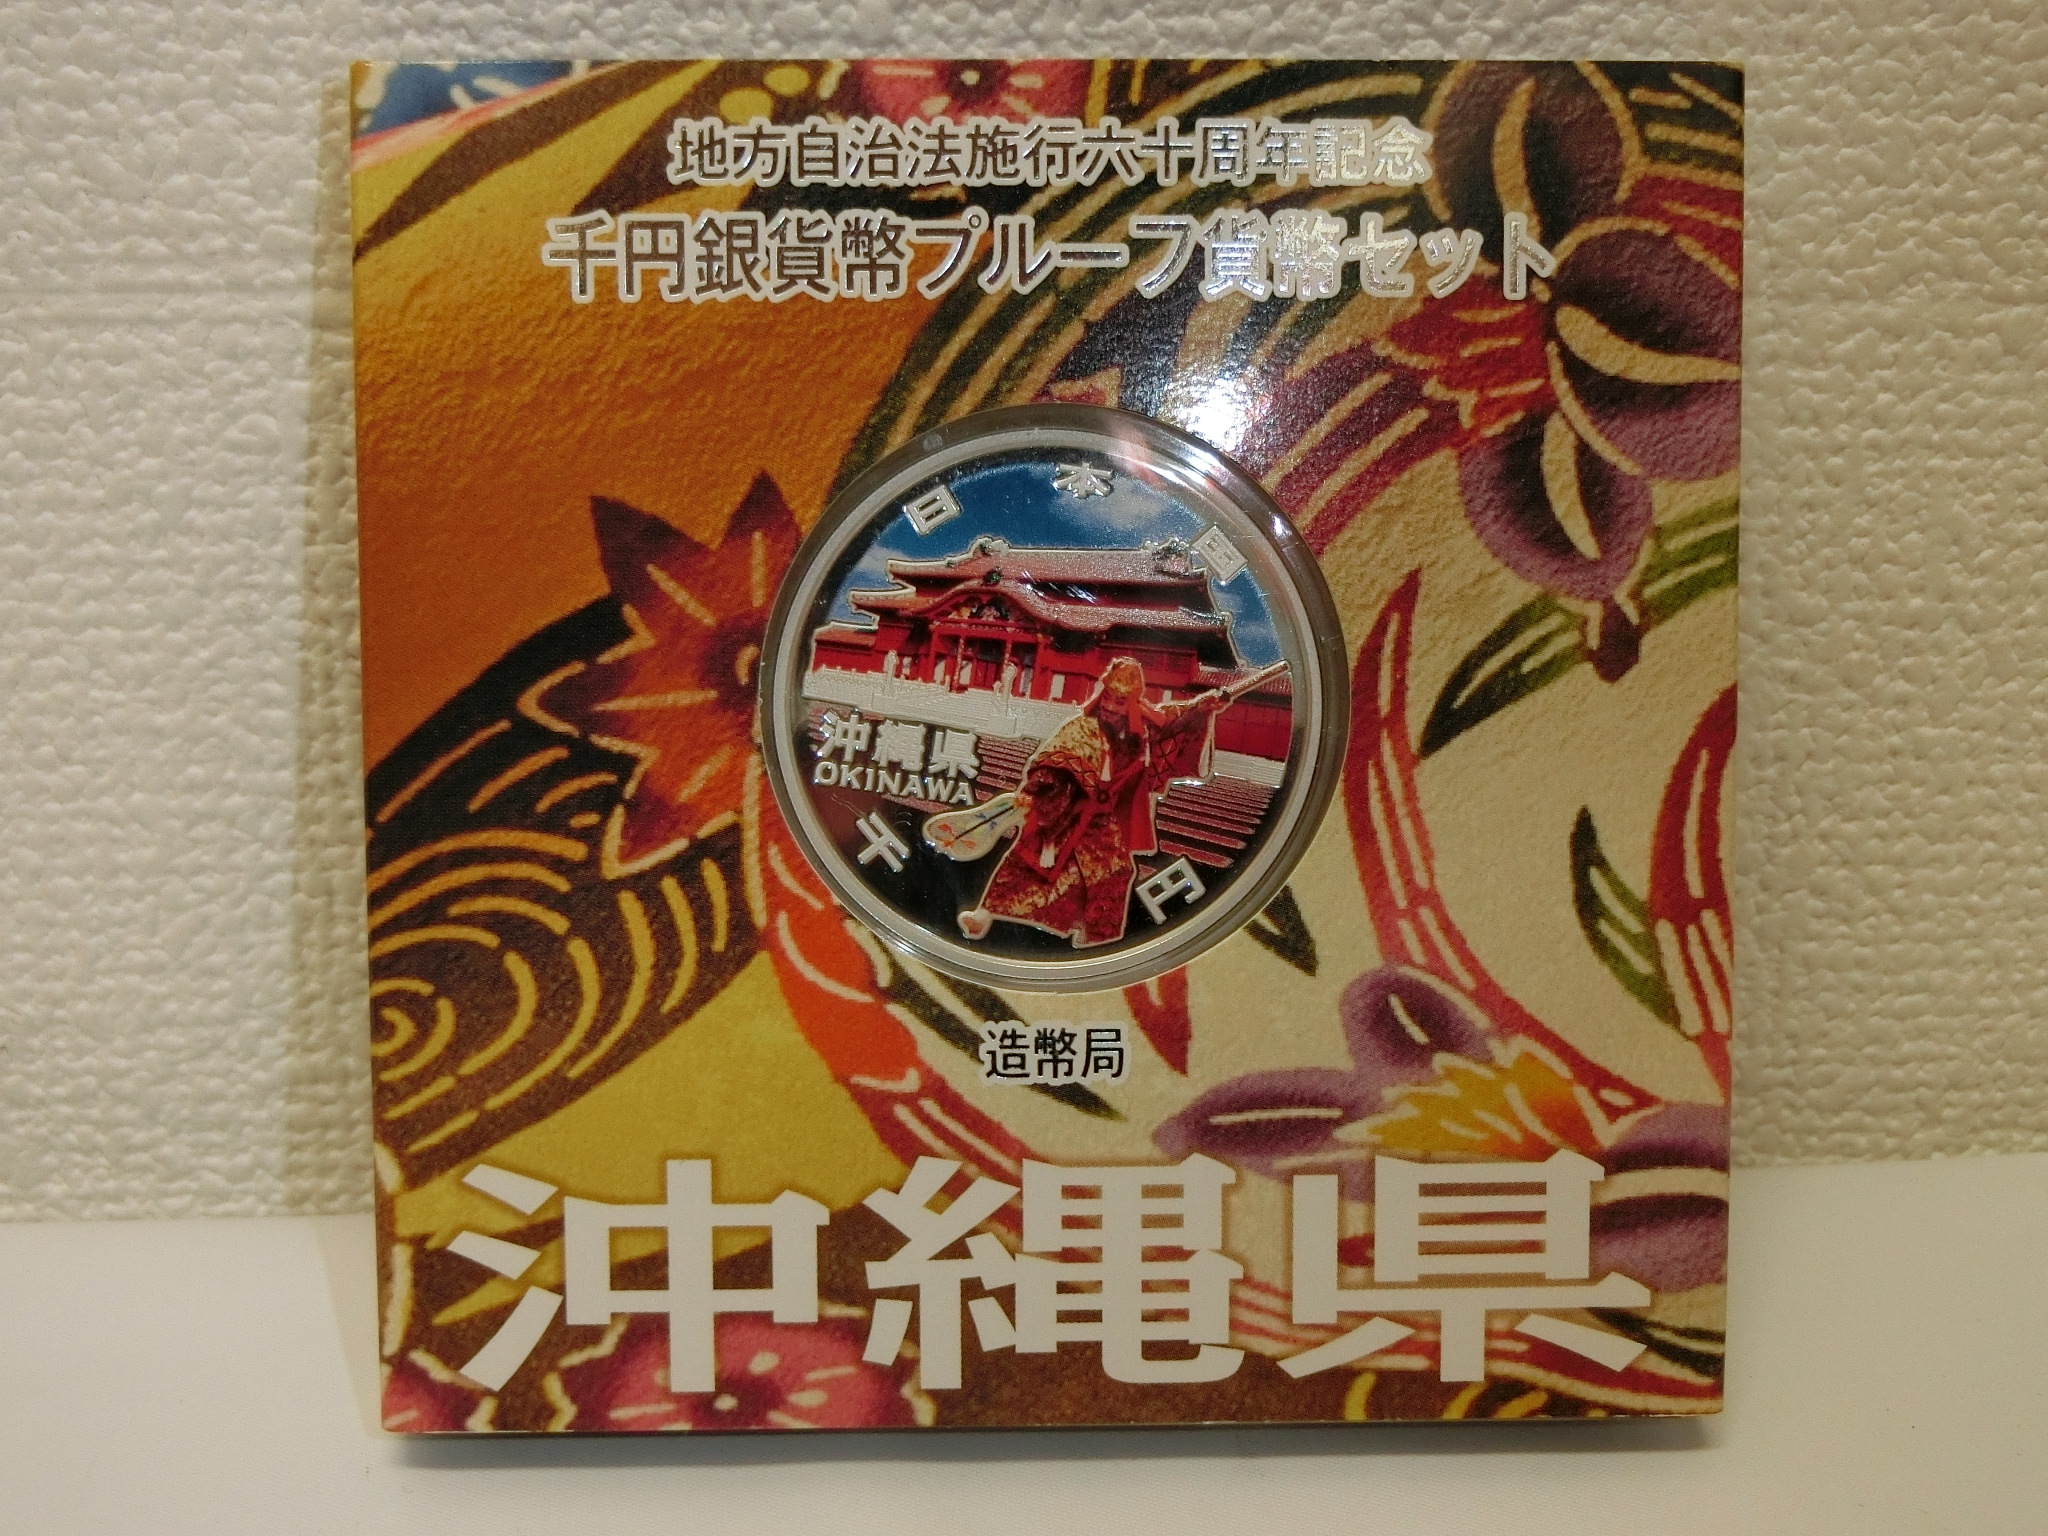 地方自治法施行六十周年記念
千円銀貨幣プルーフ貨幣セット
日本国
沖縄県
OKINAWA
千円
造幣局
沖縄県